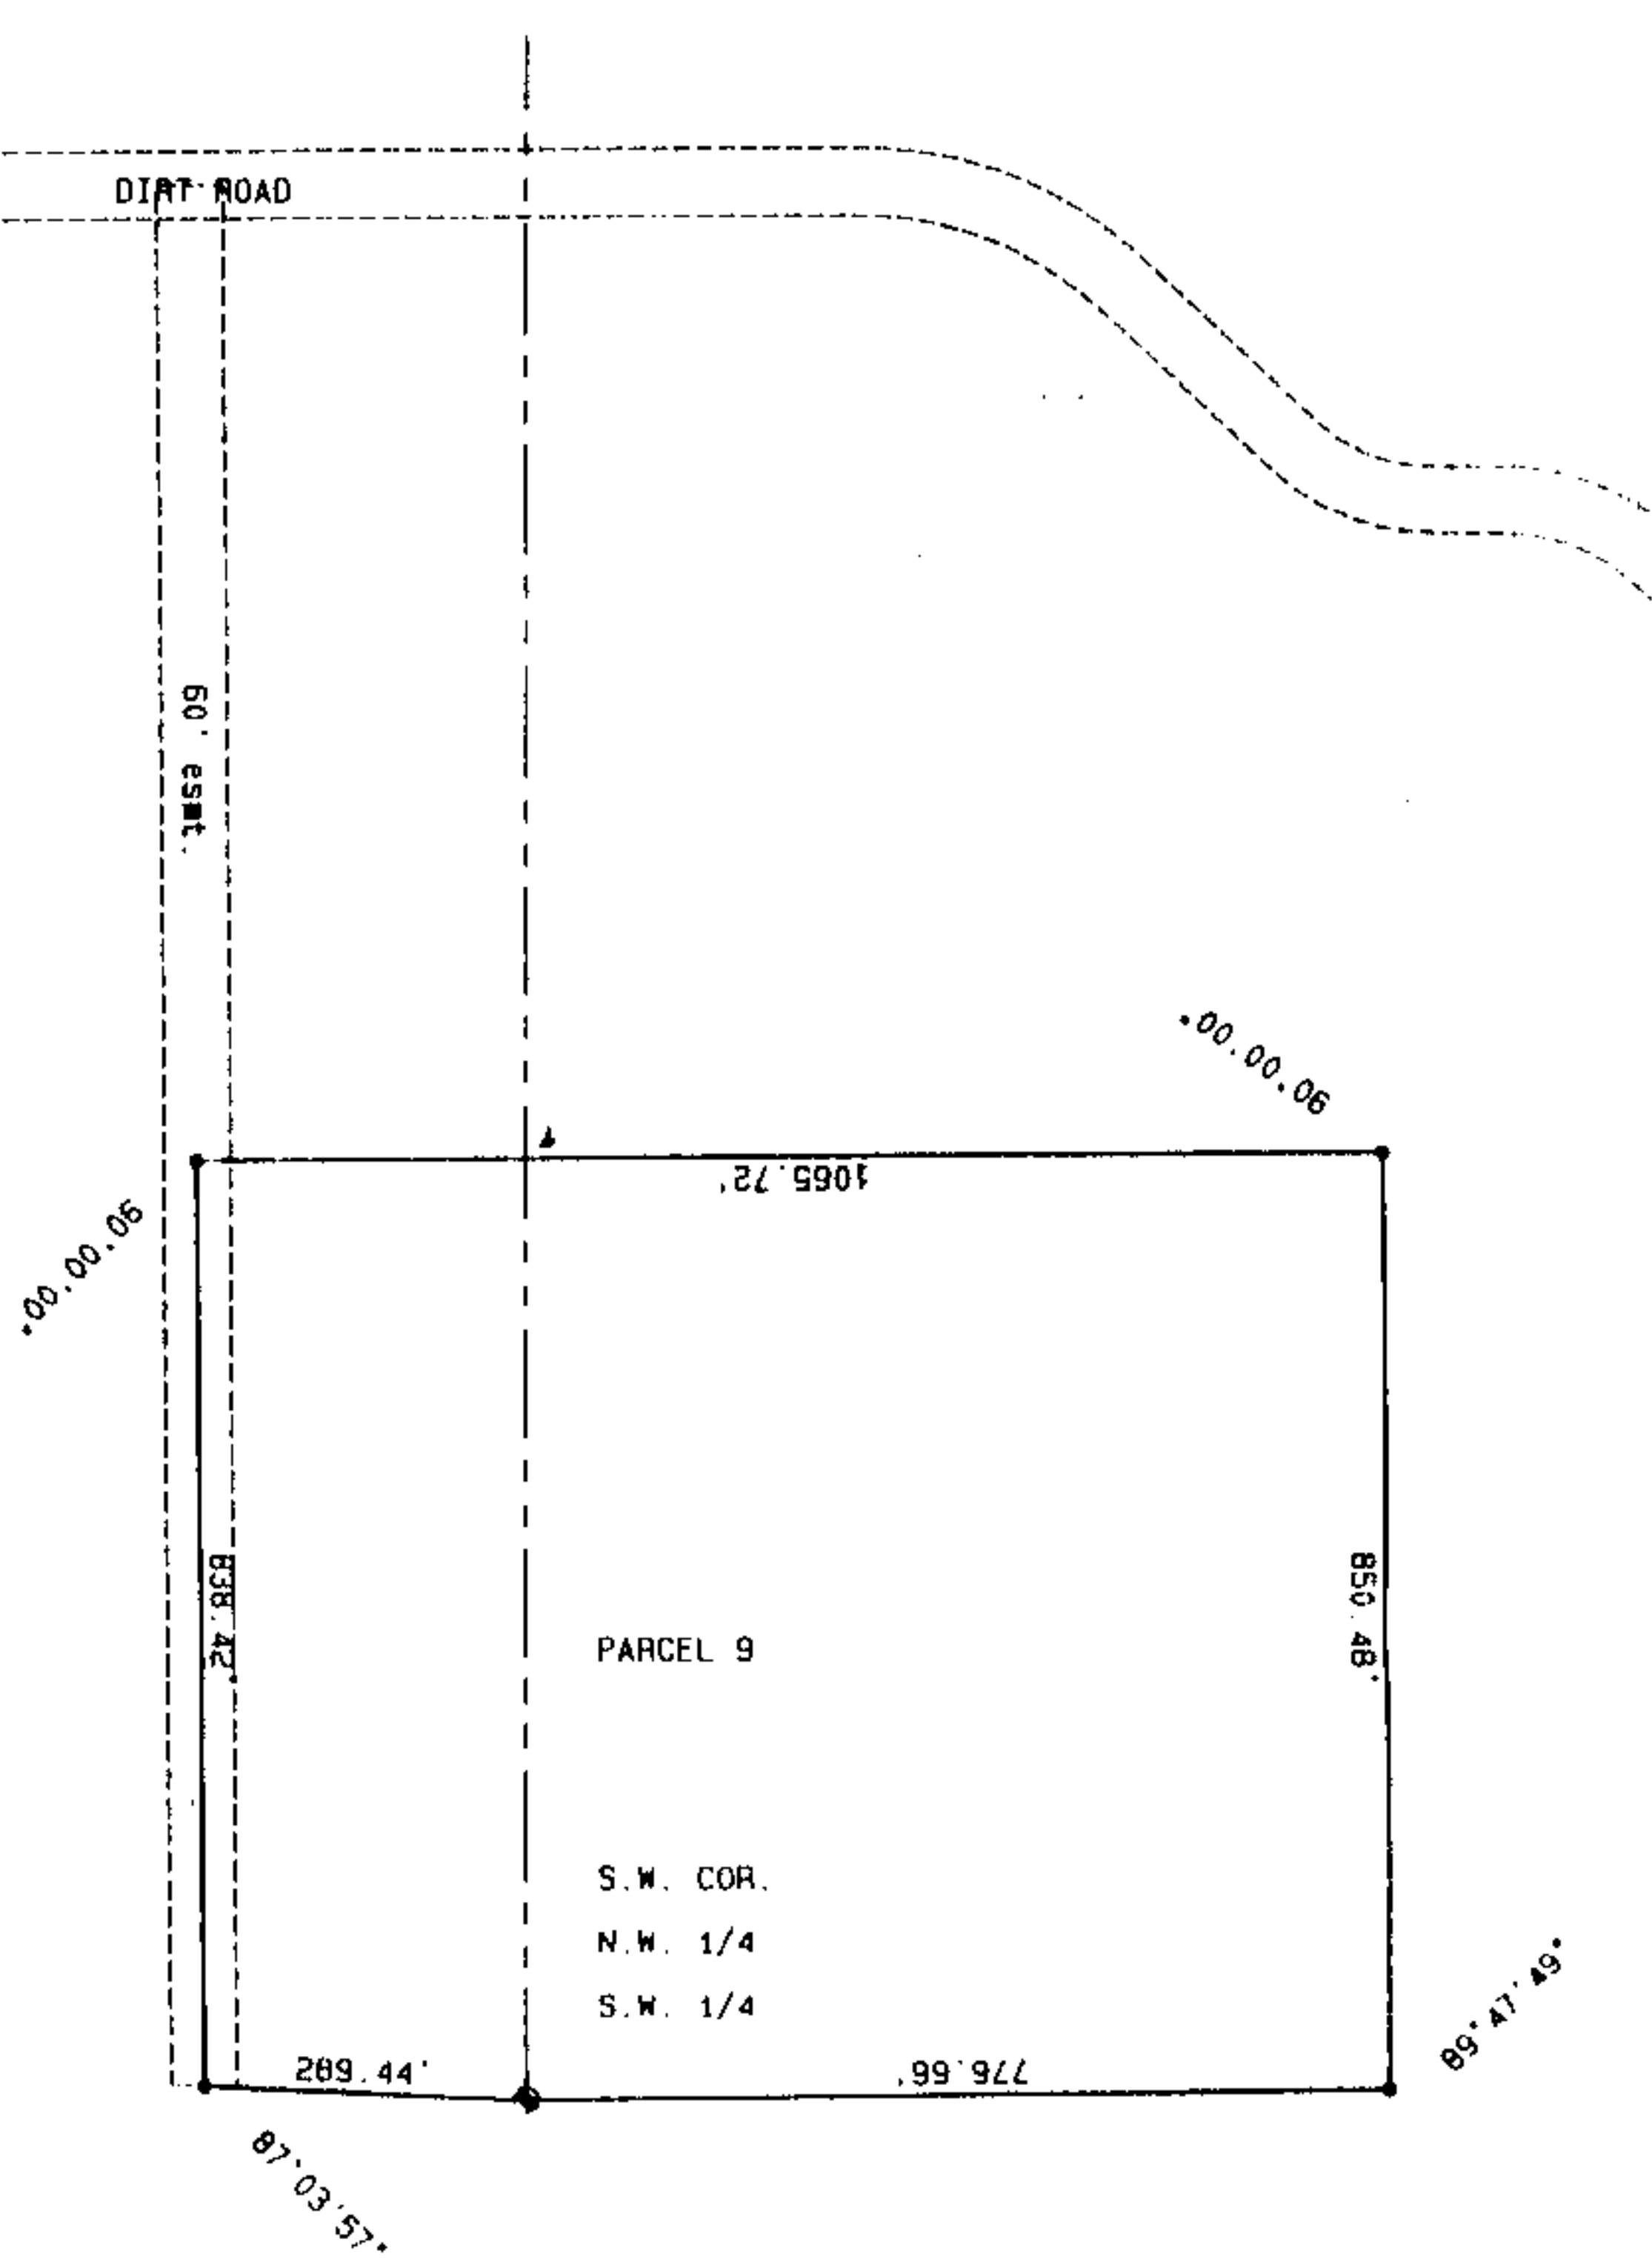 DIRT ROAD
60' esmt.
90°00'00"
1065.72'
90°00'00"
838.42'
850.48'
PARCEL 9
S.W. COR.
N.W. 1/4
S.W. 1/4
89°47'49"
289.44'
776.66'
87°03'57"